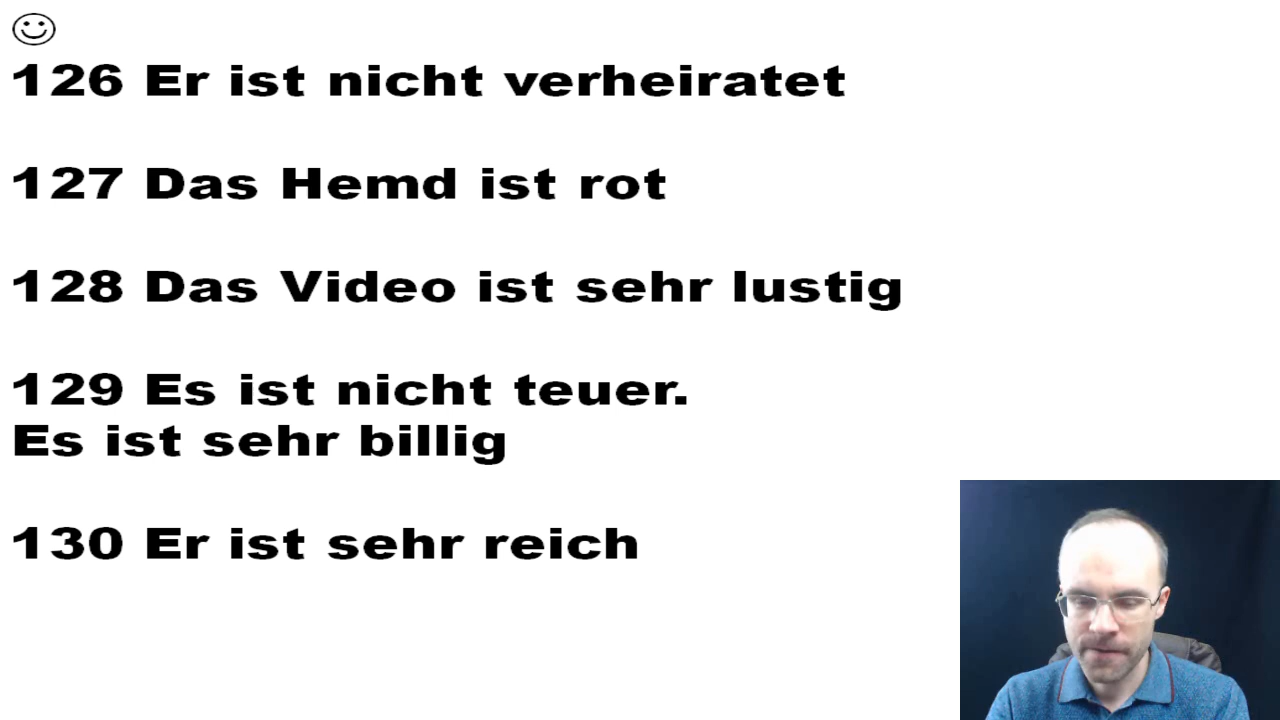 126 Er ist nicht verheiratet
127 Das Hemd ist rot
128 Das Video ist sehr lustig
129 Es ist nicht teuer.
Es ist sehr billig
130 Er ist sehr reich